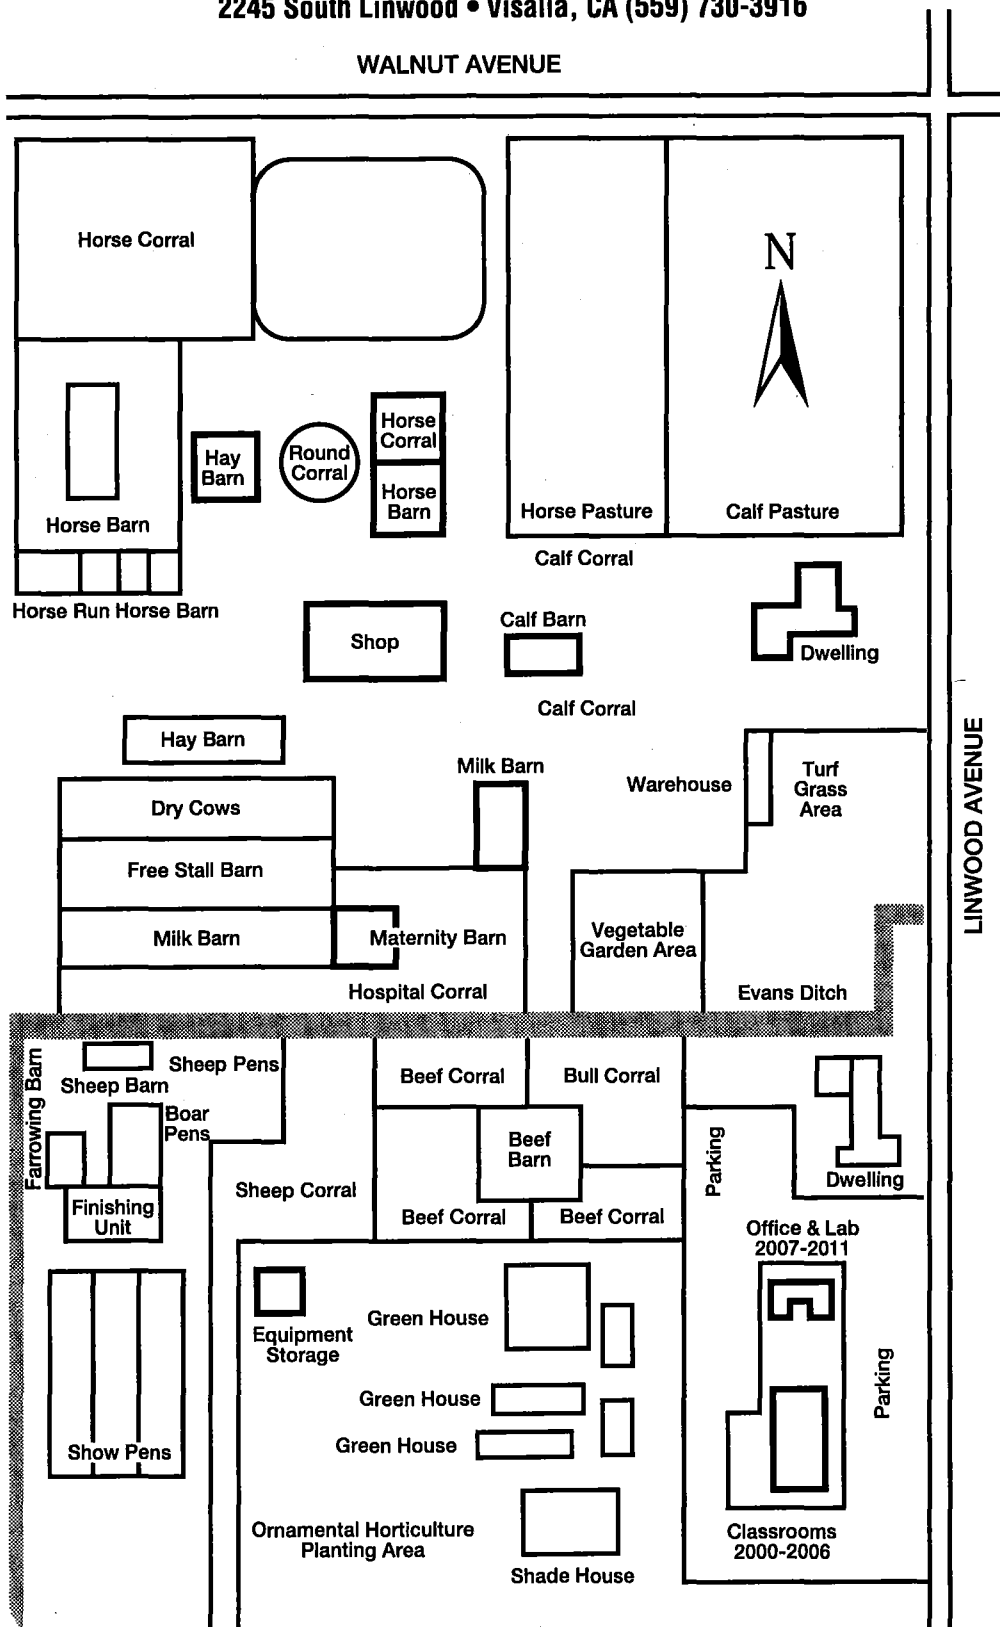 2245 South Linwood • Visalia, CA (559) 730-3916
WALNUT AVENUE
N
Horse Corral
Horse
Corral
Hay
Barn
Round
Corral
Horse
Barn
Horse Barn
Horse Pasture
Calf Pasture
Calf Corral
Horse Run Horse Barn
Calf Barn
Shop
Dwelling
Calf Corral
Hay Barn
Milk Barn
Warehouse
Turf
Grass
Area
LINWOOD AVENUE
Dry Cows
Free Stall Barn
Milk Barn
Maternity Barn
Vegetable
Garden Area
Hospital Corral
Evans Ditch
Farrowing Barn
Sheep Pens
Sheep Barn
Boar
Pens
Beef Corral
Bull Corral
Beef
Barn
Parking
Dwelling
Sheep Corral
Finishing
Unit
Beef Corral
Beef Corral
Office & Lab
2007-2011
Equipment
Storage
Green House
Green House
Green House
Parking
Show Pens
Ornamental Horticulture
Planting Area
Shade House
Classrooms
2000-2006